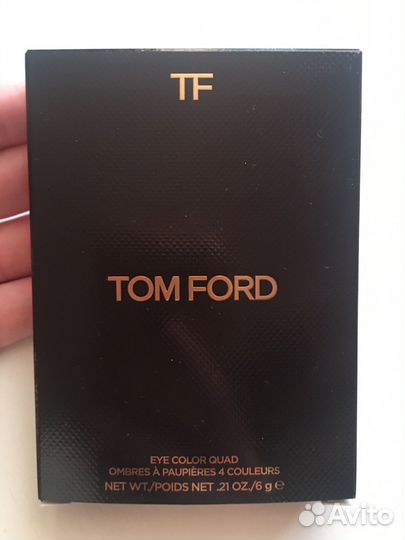 TF
TOM FORD
EYE COLOR QUAD
OMBRES À PAUPIÈRES 4 COULEURS
NET WT./POIDS NET .21 OZ./6 g ℮
Avito